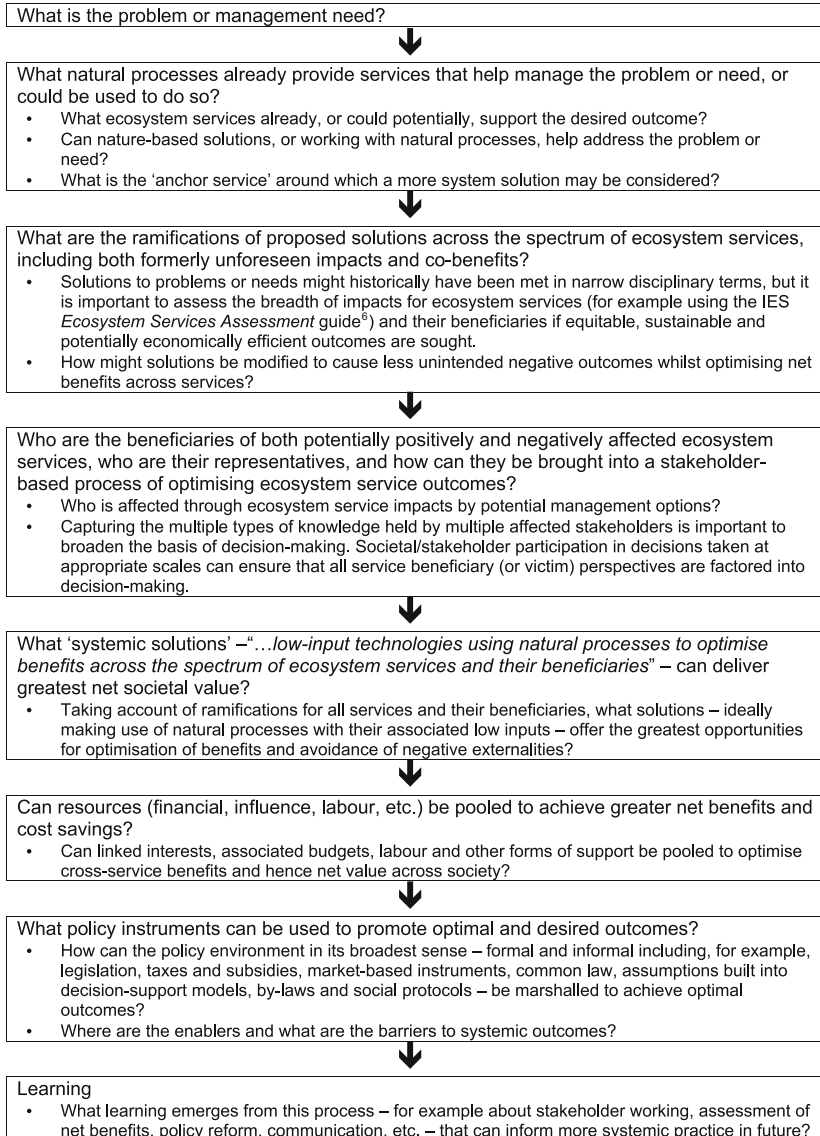 What is the problem or management need?
What natural processes already provide services that help manage the problem or need, or
could be used to do so?
• What ecosystem services already, or could potentially, support the desired outcome?
• Can nature-based solutions, or working with natural processes, help address the problem or
need?
• What is the ‘anchor service’ around which a more system solution may be considered?
What are the ramifications of proposed solutions across the spectrum of ecosystem services,
including both formerly unforeseen impacts and co-benefits?
• Solutions to problems or needs might historically have been met in narrow disciplinary terms, but it
is important to assess the breadth of impacts for ecosystem services (for example using the IES
Ecosystem Services Assessment guide⁶) and their beneficiaries if equitable, sustainable and
potentially economically efficient outcomes are sought.
• How might solutions be modified to cause less unintended negative outcomes whilst optimising net
benefits across services?
Who are the beneficiaries of both potentially positively and negatively affected ecosystem
services, who are their representatives, and how can they be brought into a stakeholder-
based process of optimising ecosystem service outcomes?
• Who is affected through ecosystem service impacts by potential management options?
• Capturing the multiple types of knowledge held by multiple affected stakeholders is important to
broaden the basis of decision-making. Societal/stakeholder participation in decisions taken at
appropriate scales can ensure that all service beneficiary (or victim) perspectives are factored into
decision-making.
What ‘systemic solutions’ –“…low-input technologies using natural processes to optimise
benefits across the spectrum of ecosystem services and their beneficiaries” – can deliver
greatest net societal value?
• Taking account of ramifications for all services and their beneficiaries, what solutions – ideally
making use of natural processes with their associated low inputs – offer the greatest opportunities
for optimisation of benefits and avoidance of negative externalities?
Can resources (financial, influence, labour, etc.) be pooled to achieve greater net benefits and
cost savings?
• Can linked interests, associated budgets, labour and other forms of support be pooled to optimise
cross-service benefits and hence net value across society?
What policy instruments can be used to promote optimal and desired outcomes?
• How can the policy environment in its broadest sense – formal and informal including, for example,
legislation, taxes and subsidies, market-based instruments, common law, assumptions built into
decision-support models, by-laws and social protocols – be marshalled to achieve optimal
outcomes?
• Where are the enablers and what are the barriers to systemic outcomes?
Learning
• What learning emerges from this process – for example about stakeholder working, assessment of
net benefits, policy reform, communication, etc. – that can inform more systemic practice in future?